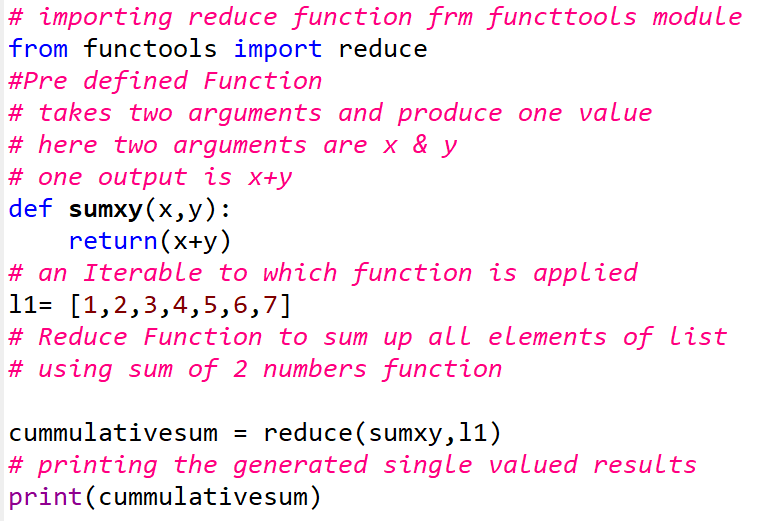 # importing reduce function frm functtools module
from functools import reduce
#Pre defined Function
# takes two arguments and produce one value
# here two arguments are x & y
# one output is x+y
def sumxy(x,y):
    return(x+y)
# an Iterable to which function is applied
l1= [1,2,3,4,5,6,7]
# Reduce Function to sum up all elements of list
# using sum of 2 numbers function
cummulativesum = reduce(sumxy,l1)
# printing the generated single valued results
print(cummulativesum)